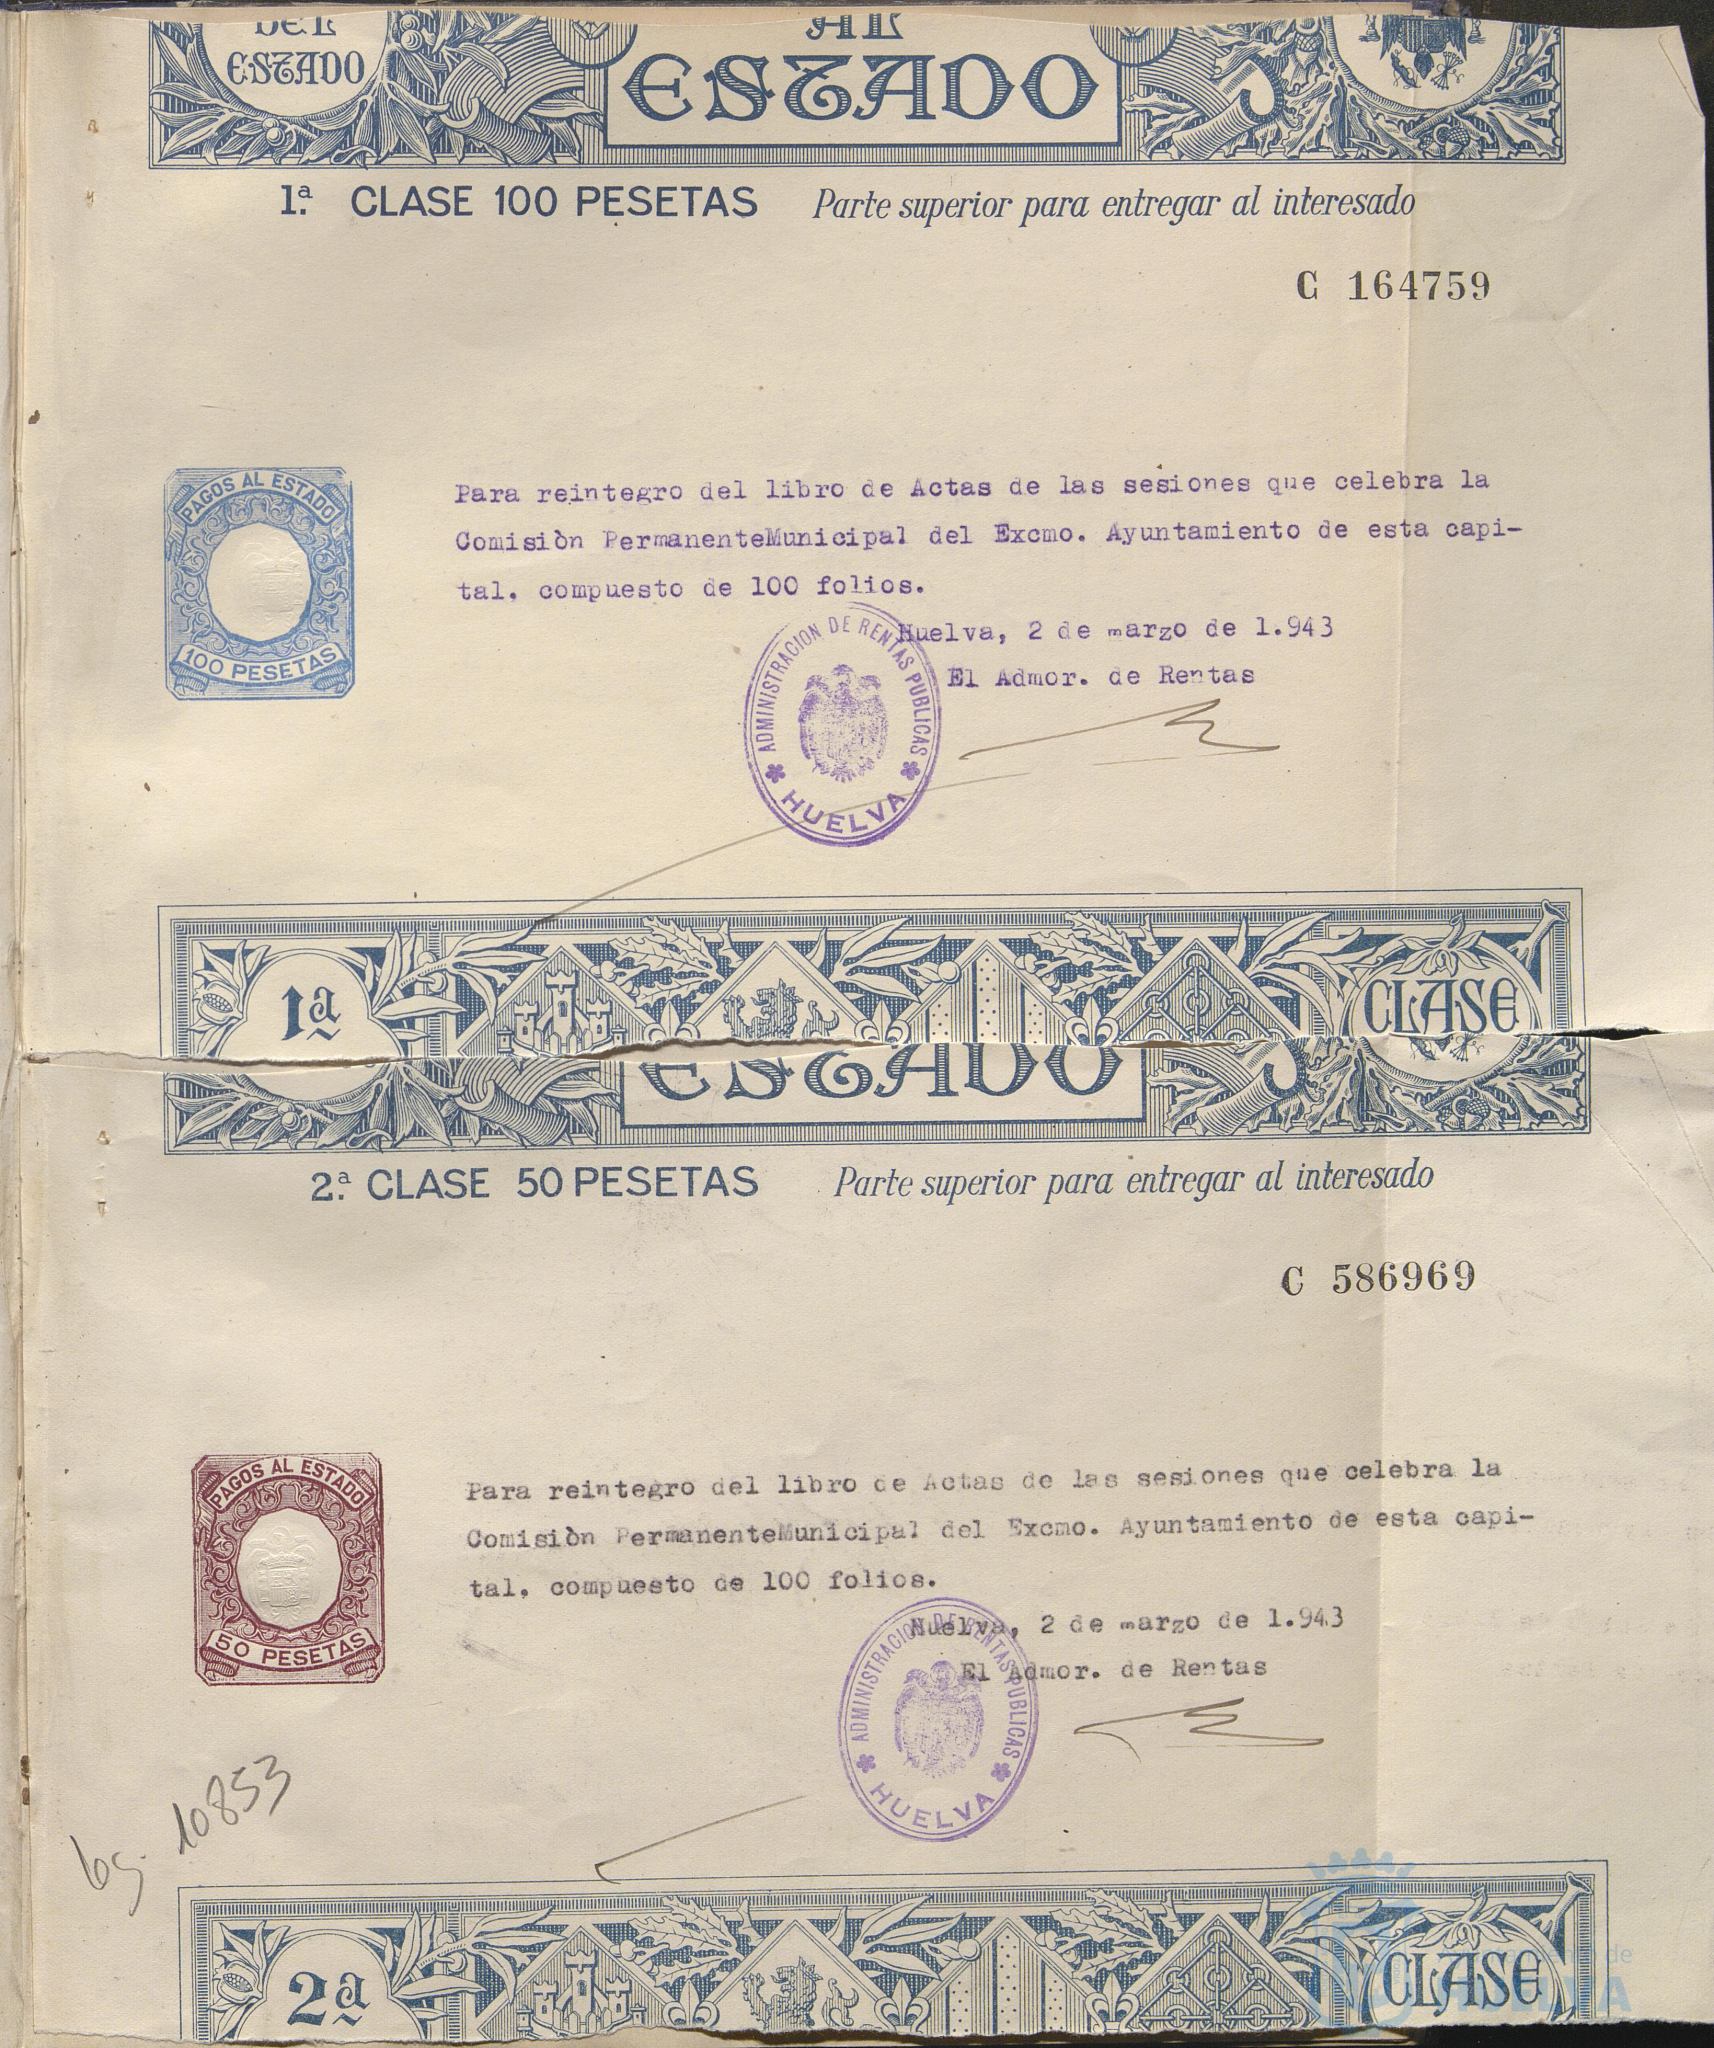 DEL
ESTADO
AL
ESTADO
1.ª CLASE 100 PESETAS Parte superior para entregar al interesado
C 164759
PAGOS AL ESTADO
100 PESETAS
Para reintegro del libro de Actas de las sesiones que celebra la
Comisiòn PermanenteMunicipal del Excmo. Ayuntamiento de esta capi-
tal, compuesto de 100 folios.
Huelva, 2 de marzo de 1.943
El Admor. de Rentas
ADMINISTRACION DE RENTAS PUBLICAS
HUELVA
1ª
CLASE
ESTADO
2.ª CLASE 50 PESETAS Parte superior para entregar al interesado
C 586969
PAGOS AL ESTADO
50 PESETAS
Para reintegro del libro de Actas de las sesiones que celebra la
Comisiòn PermanenteMunicipal del Excmo. Ayuntamiento de esta capi-
tal, compuesto de 100 folios.
Huelva, 2 de marzo de 1.943
El Admor. de Rentas
ADMINISTRACION DE RENTAS PUBLICAS
HUELVA
10853
2ª
CLASE